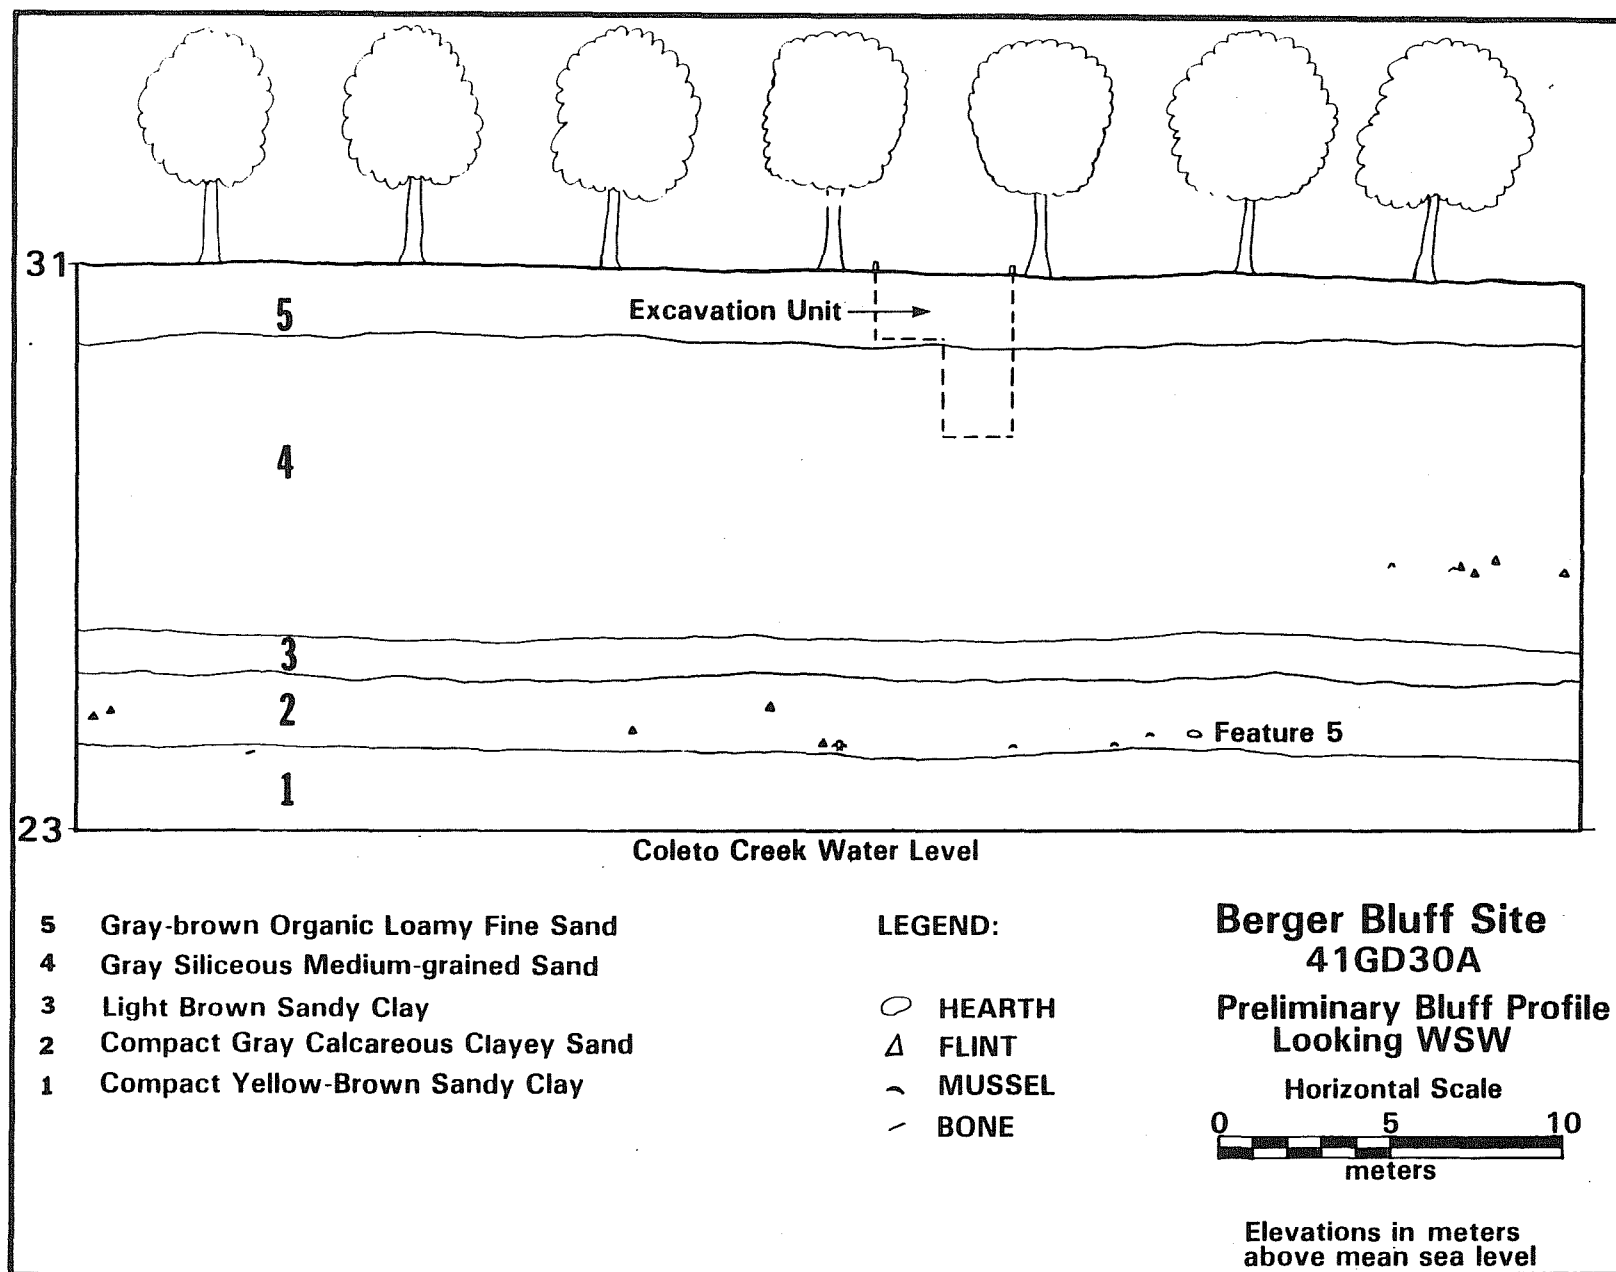 31
5
Excavation Unit
4
3
2
Feature 5
1
23
Coleto Creek Water Level
5 Gray-brown Organic Loamy Fine Sand
4 Gray Siliceous Medium-grained Sand
3 Light Brown Sandy Clay
2 Compact Gray Calcareous Clayey Sand
1 Compact Yellow-Brown Sandy Clay
LEGEND:
HEARTH
FLINT
MUSSEL
BONE
Berger Bluff Site
41GD30A
Preliminary Bluff Profile
Looking WSW
Horizontal Scale
0 5 10
meters
Elevations in meters
above mean sea level